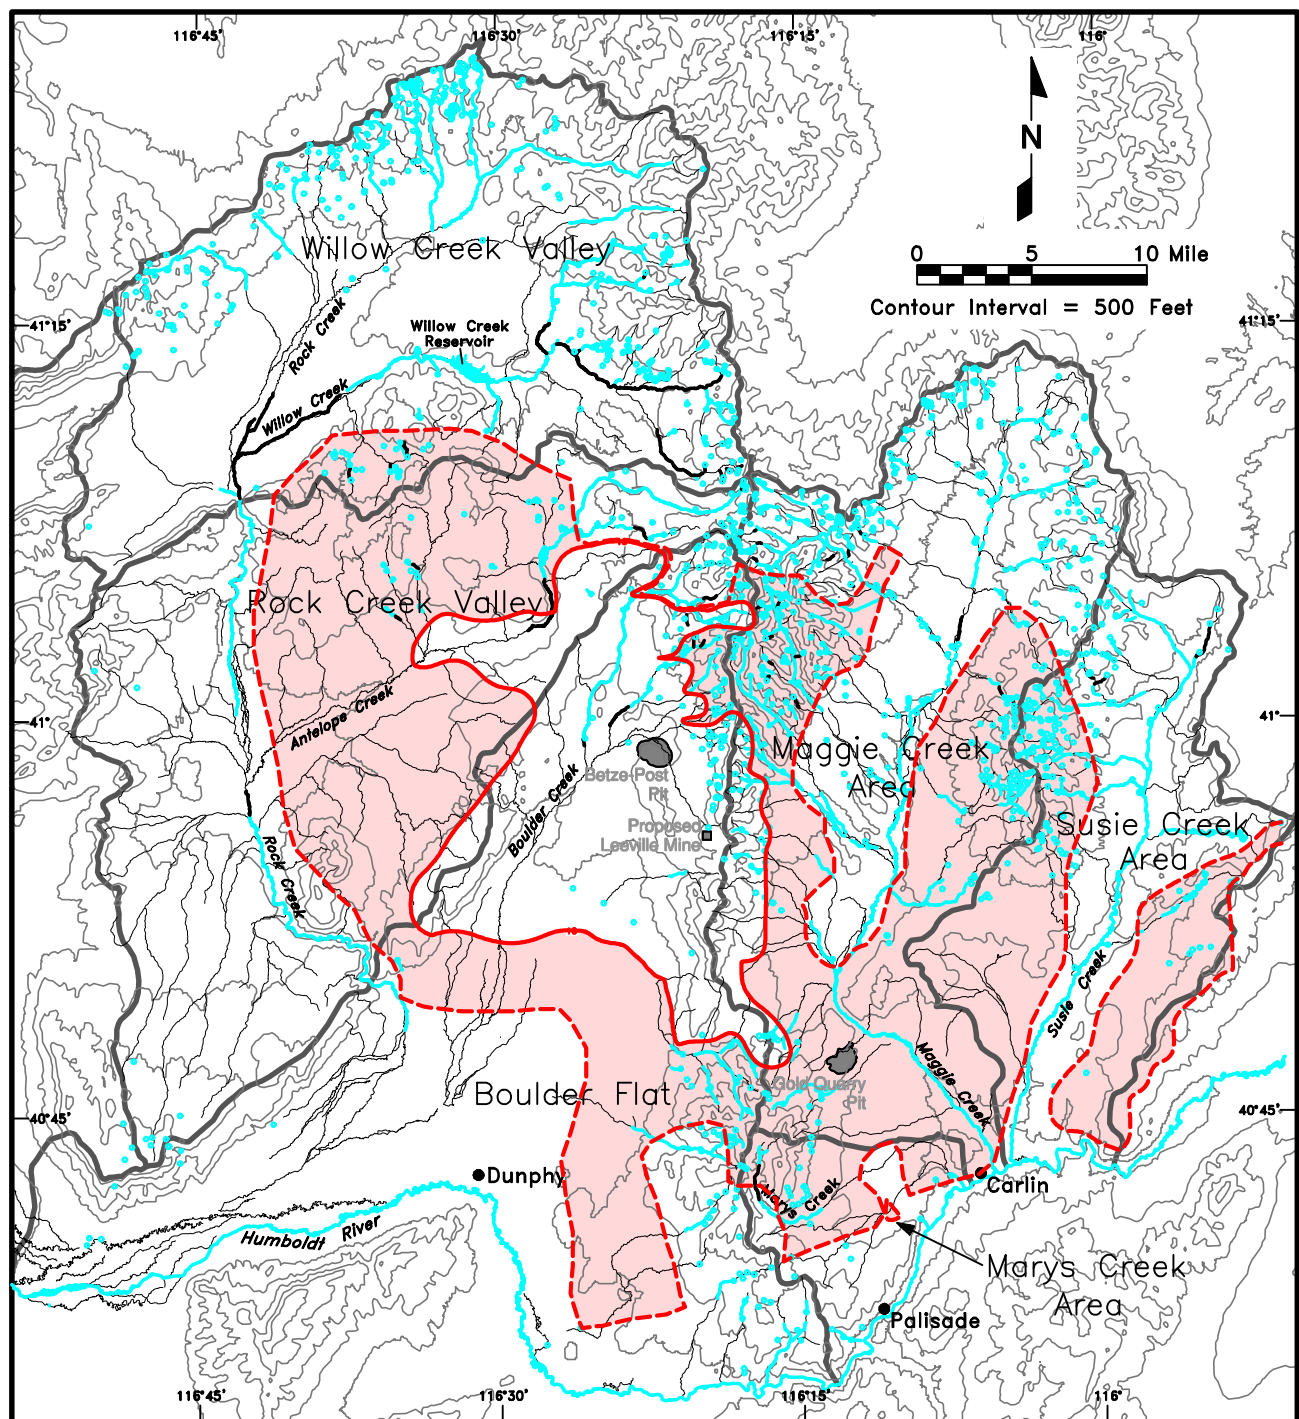 116°45'
116°30'
116°15'
116°
N
0 5 10 Mile
Contour Interval = 500 Feet
Willow Creek Valley
Rock Creek
Willow Creek
Reservoir
41°15'
41°15'
Willow Creek
Rock Creek Valley
Antelope Creek
41°
41°
Maggie Creek
Area
Betze-Post
Pit
Boulder Creek
Proposed
Leeville Mine
Susie Creek
Area
Rock Creek
Susie Creek
Maggie Creek
Gold Quarry
Pit
Boulder Flat
40°45'
40°45'
Dunphy
Carlin
Marys Creek
Humboldt River
Marys Creek
Area
Palisade
116°45'
116°30'
116°15'
116°